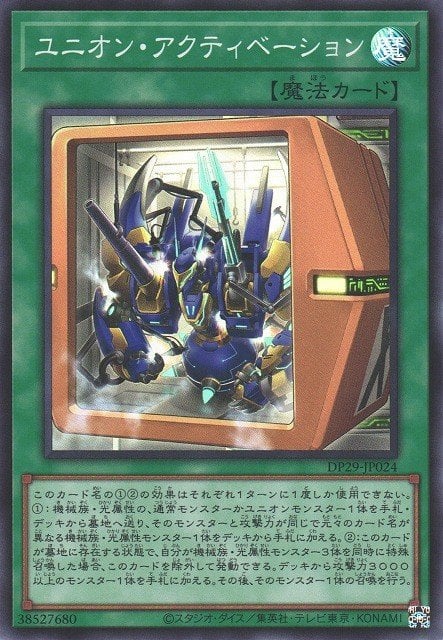 ユニオン・アクティベーション
魔
【魔法カード】
DP29-JP024
このカード名の①②の効果はそれぞれ1ターンに1度しか使用できない。
①：機械族・光属性の、通常モンスターかユニオンモンスター1体を手札・
デッキから墓地へ送り、そのモンスターと攻撃力が同じで元々のカード名が
異なる機械族・光属性モンスター1体をデッキから手札に加える。②：このカード
が墓地に存在する状態で、自分が機械族・光属性モンスター3体を同時に特殊
召喚した場合、このカードを除外して発動できる。デッキから攻撃力3000
以上のモンスター1体を手札に加える。その後、そのモンスター1体の召喚を行う。
38527680
©スタジオ・ダイス／集英社・テレビ東京・KONAMI